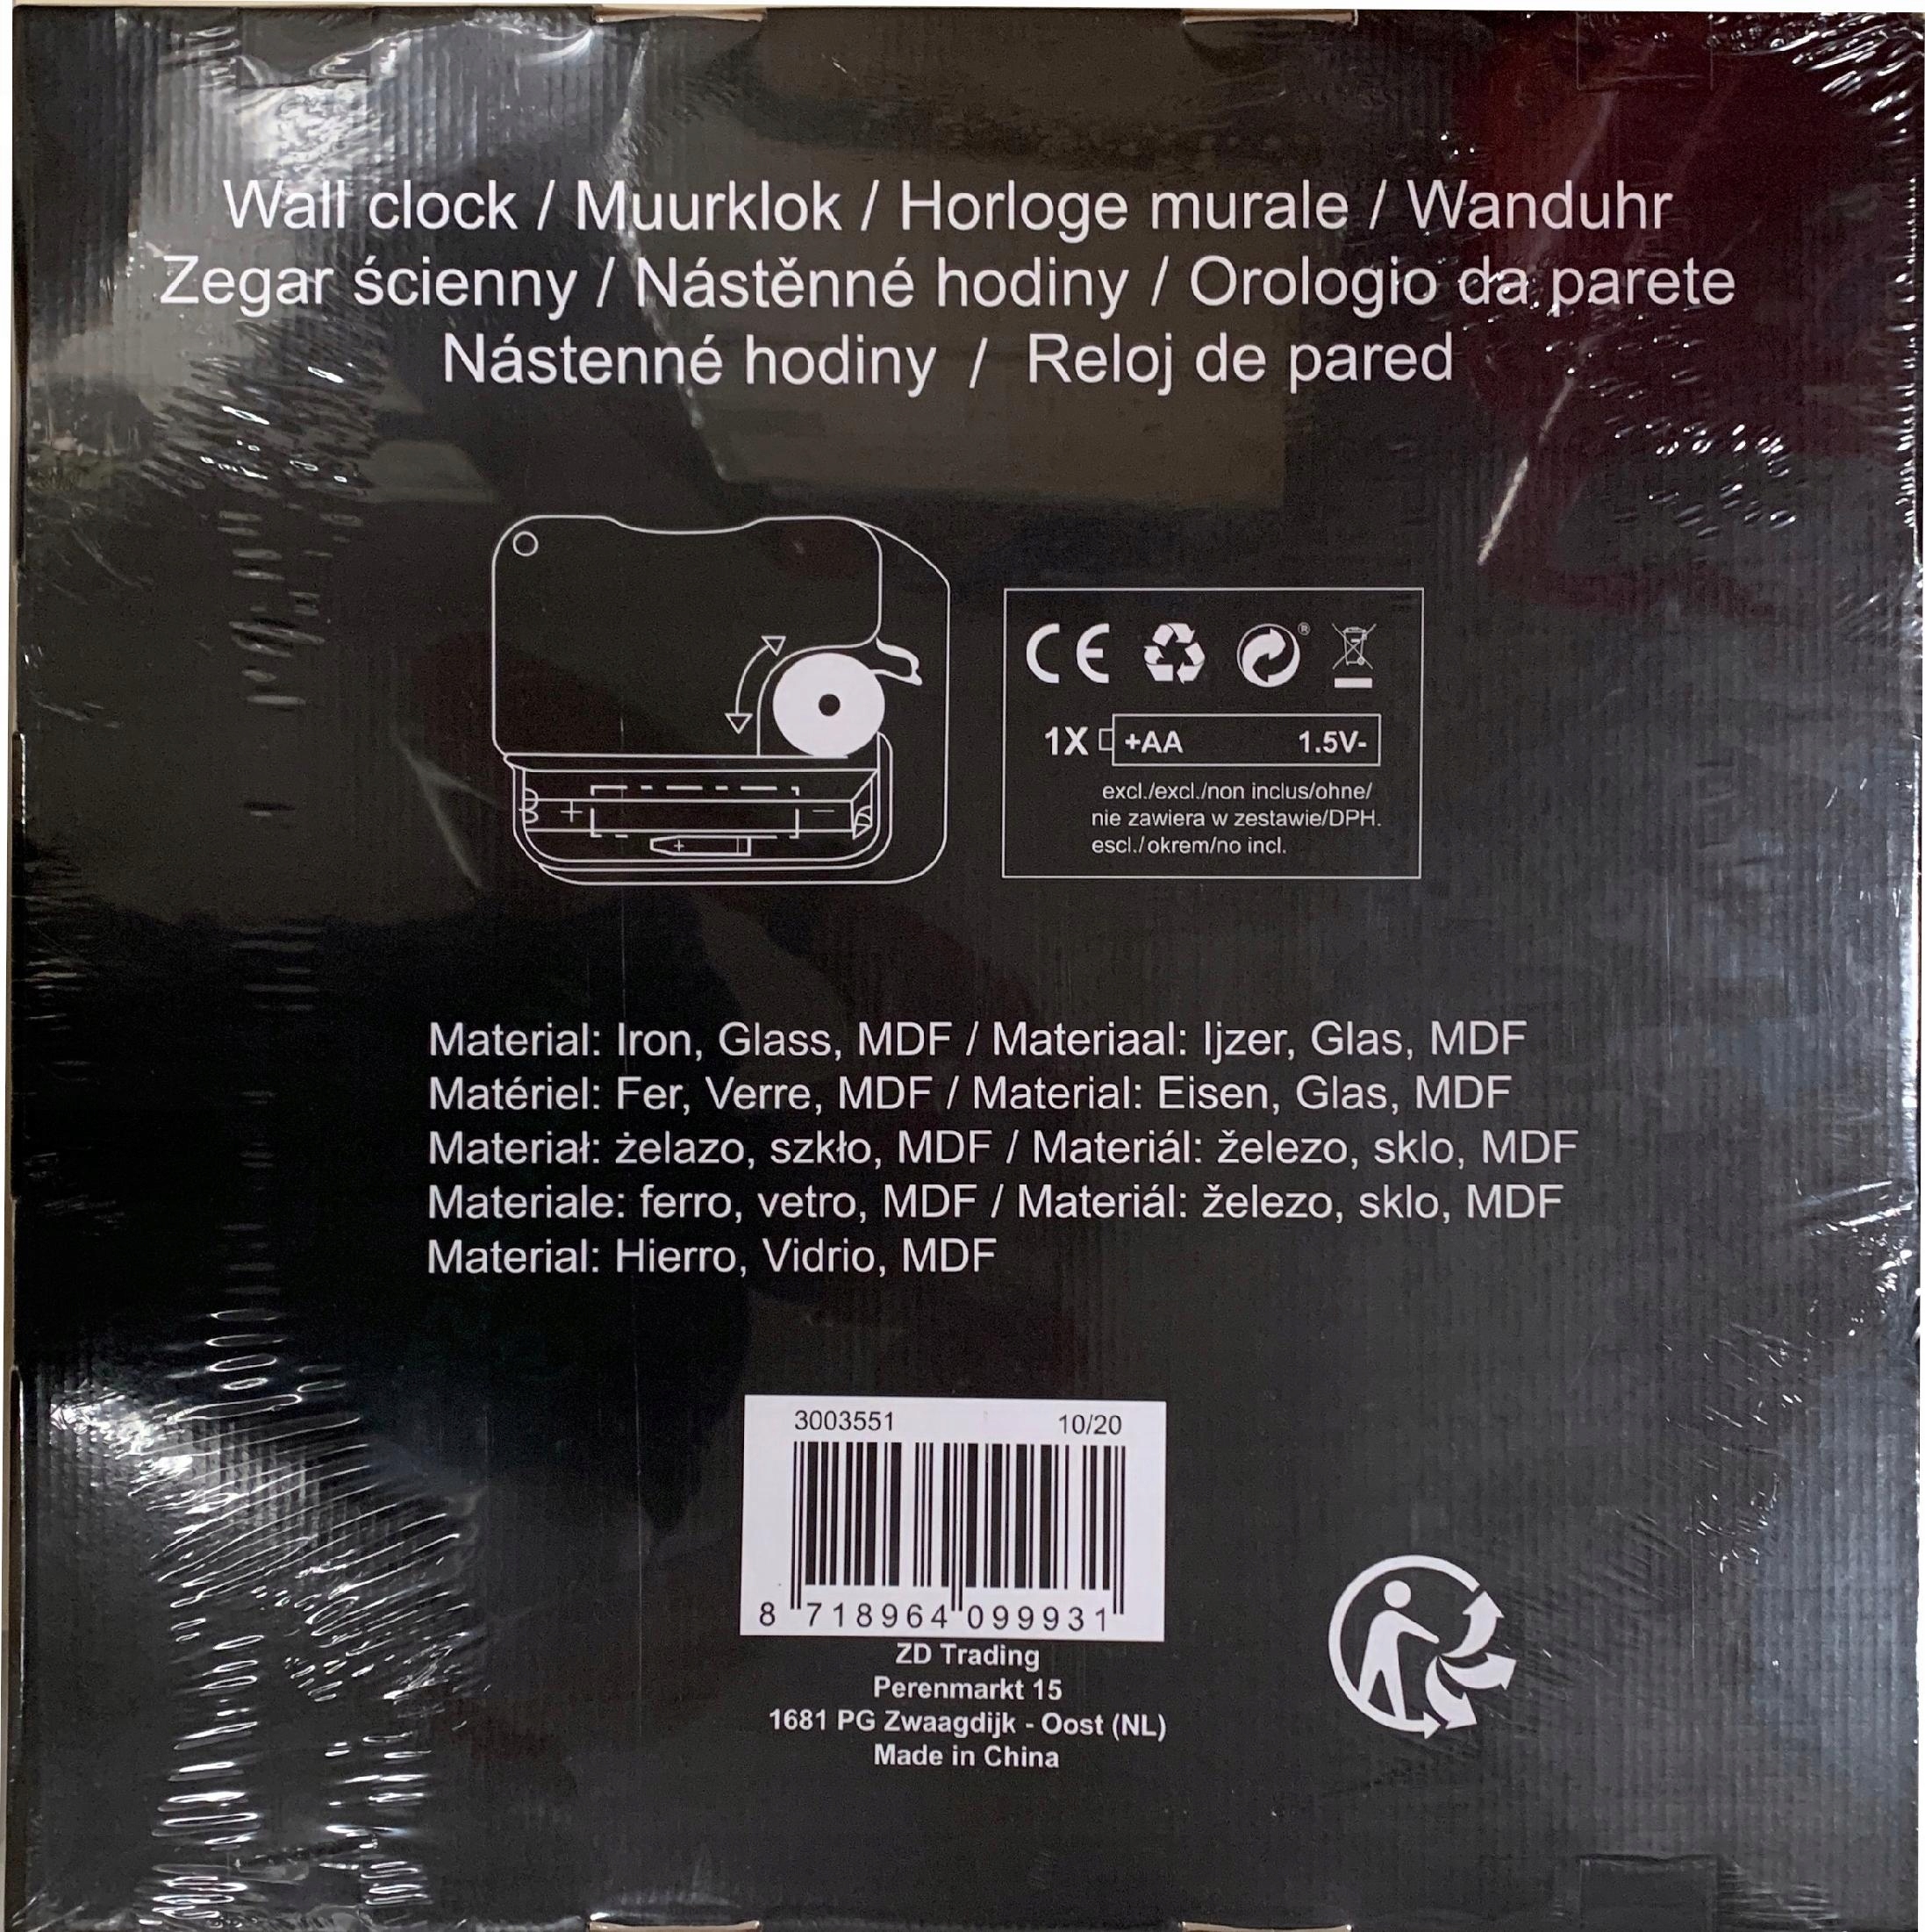 Wall clock / Muurklok / Horloge murale / Wanduhr
Zegar ścienny / Nástěnné hodiny / Orologio da parete
Nástenné hodiny / Reloj de pared
CE ®
1X +AA 1.5V-
excl./excl./non inclus/ohne/
nie zawiera w zestawie/DPH.
escl./okrem/no incl.
+ -
+
Material: Iron, Glass, MDF / Materiaal: Ijzer, Glas, MDF
Matériel: Fer, Verre, MDF / Material: Eisen, Glas, MDF
Materiał: żelazo, szkło, MDF / Materiál: železo, sklo, MDF
Materiale: ferro, vetro, MDF / Materiál: železo, sklo, MDF
Material: Hierro, Vidrio, MDF
3003551 10/20
8 718964 099931
ZD Trading
Perenmarkt 15
1681 PG Zwaagdijk - Oost (NL)
Made in China